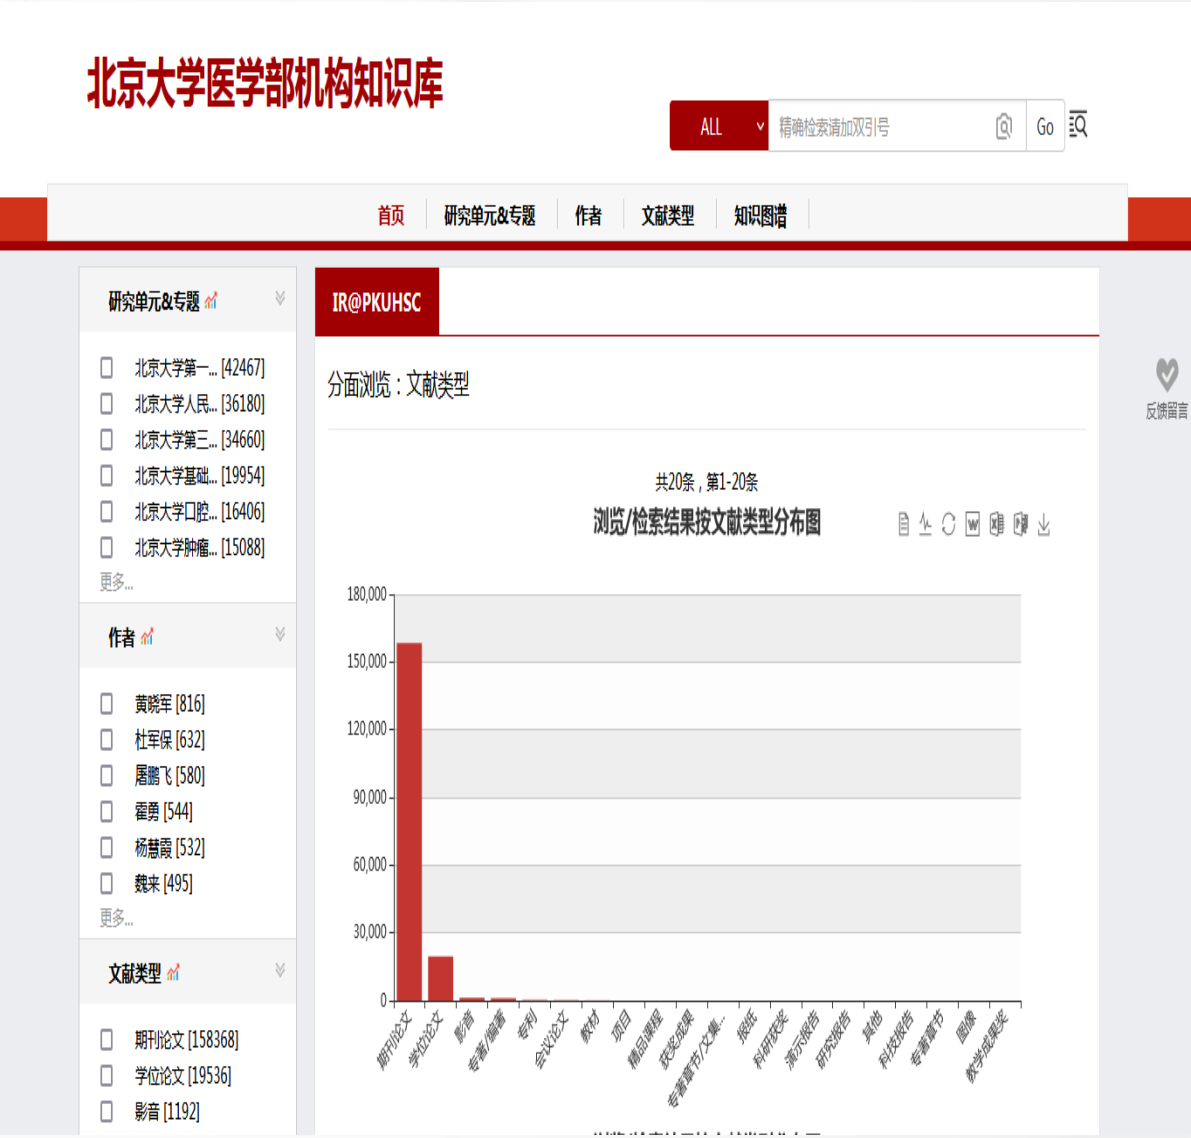 北京大学医学部机构知识库
ALL 精确检索请加双引号 Go
首页 研究单元&专题 作者 文献类型 知识图谱
研究单元&专题
北京大学第一... [42467]
北京大学人民... [36180]
北京大学第三... [34660]
北京大学基础... [19954]
北京大学口腔... [16406]
北京大学肿瘤... [15088]
更多...
作者
黄晓军 [816]
杜军保 [632]
屠鹏飞 [580]
霍勇 [544]
杨慧霞 [532]
魏来 [495]
更多...
文献类型
期刊论文 [158368]
学位论文 [19536]
影音 [1192]
IR@PKUHSC
分面浏览：文献类型
共20条，第1-20条
浏览/检索结果按文献类型分布图
180,000
150,000
120,000
90,000
60,000
30,000
0
期刊论文
学位论文
影音
专著/编著
专利
会议论文
教材
项目
精品课程
获奖成果
专著章节/文集...
报纸
科研获奖
演示报告
研究报告
其他
科技报告
专著章节
图像
教学成果奖
反馈留言